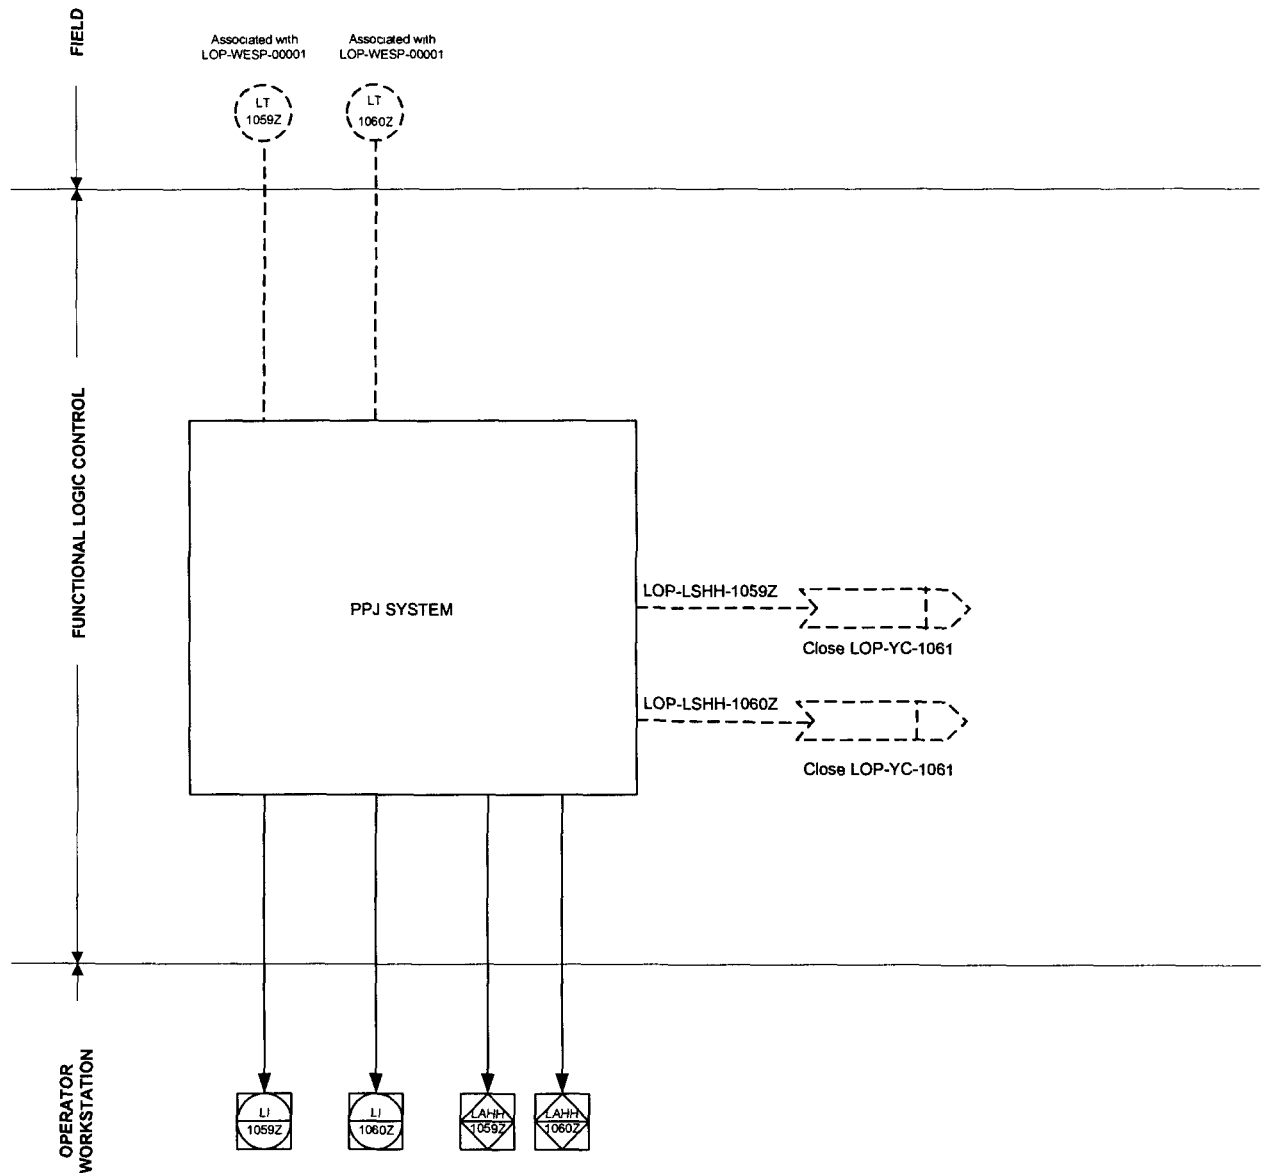 FIELD
Associated with
LOP-WESP-00001
Associated with
LOP-WESP-00001
LT
1059Z
LT
1060Z
FUNCTIONAL LOGIC CONTROL
PPJ SYSTEM
LOP-LSHH-1059Z
Close LOP-YC-1061
LOP-LSHH-1060Z
Close LOP-YC-1061
OPERATOR
WORKSTATION
LI
1059Z
LI
1060Z
LAHH
1059Z
LAHH
1060Z